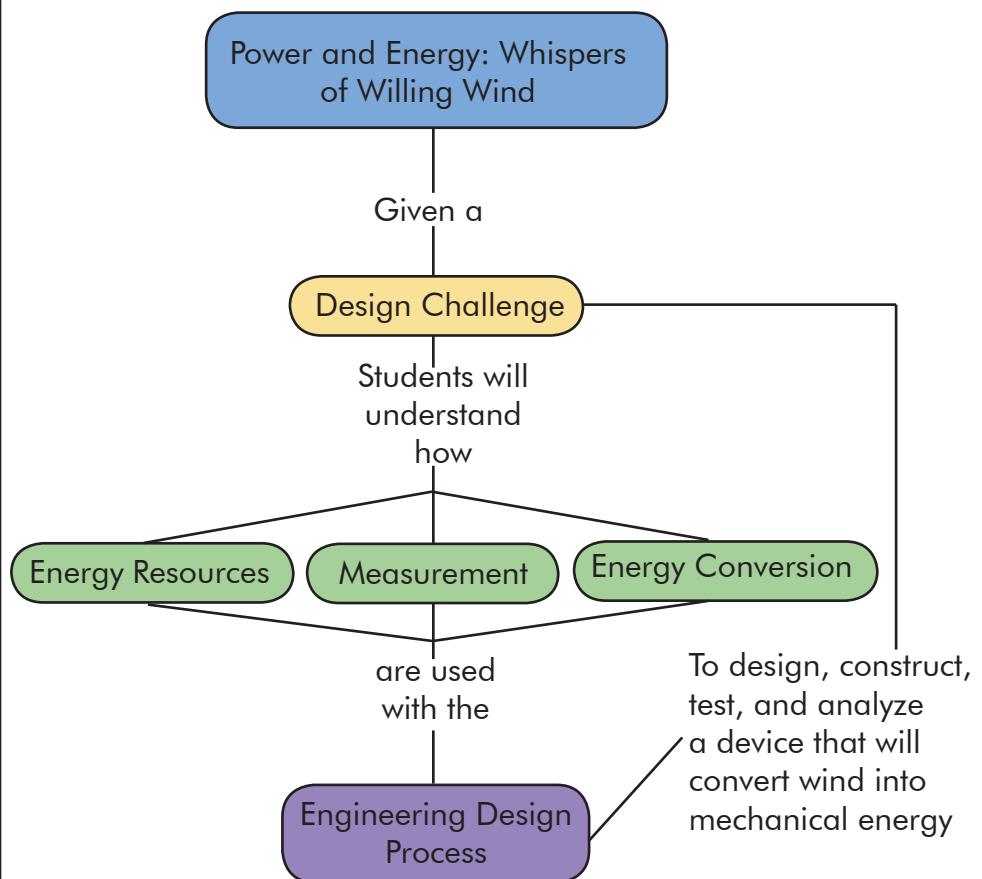 Power and Energy: Whispers
of Willing Wind
Given a
Design Challenge
Students will
understand
how
Energy Resources
Measurement
Energy Conversion
are used
with the
To design, construct,
test, and analyze
a device that will
convert wind into
mechanical energy
Engineering Design
Process